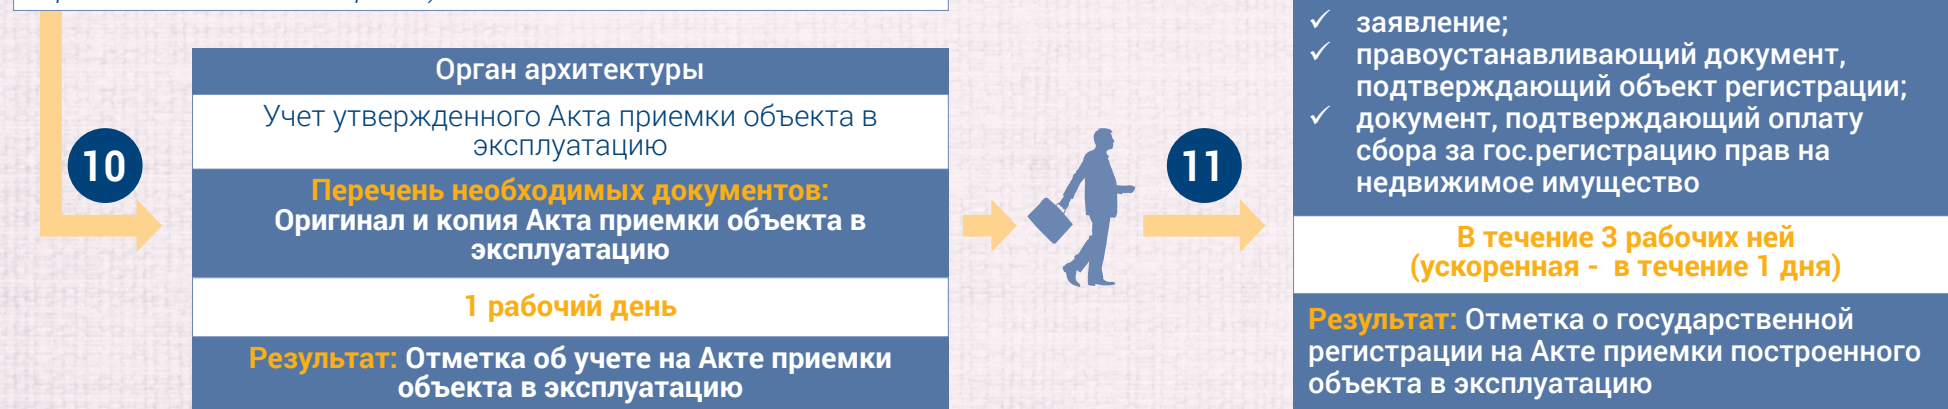 10
Орган архитектуры
Учет утвержденного Акта приемки объекта в
эксплуатацию
Перечень необходимых документов:
Оригинал и копия Акта приемки объекта в
эксплуатацию
1 рабочий день
Результат: Отметка об учете на Акте приемки
объекта в эксплуатацию
11
✓ заявление;
✓ правоустанавливающий документ,
подтверждающий объект регистрации;
✓ документ, подтверждающий оплату
сбора за гос.регистрацию прав на
недвижимое имущество
В течение 3 рабочих ней
(ускоренная - в течение 1 дня)
Результат: Отметка о государственной
регистрации на Акте приемки построенного
объекта в эксплуатацию